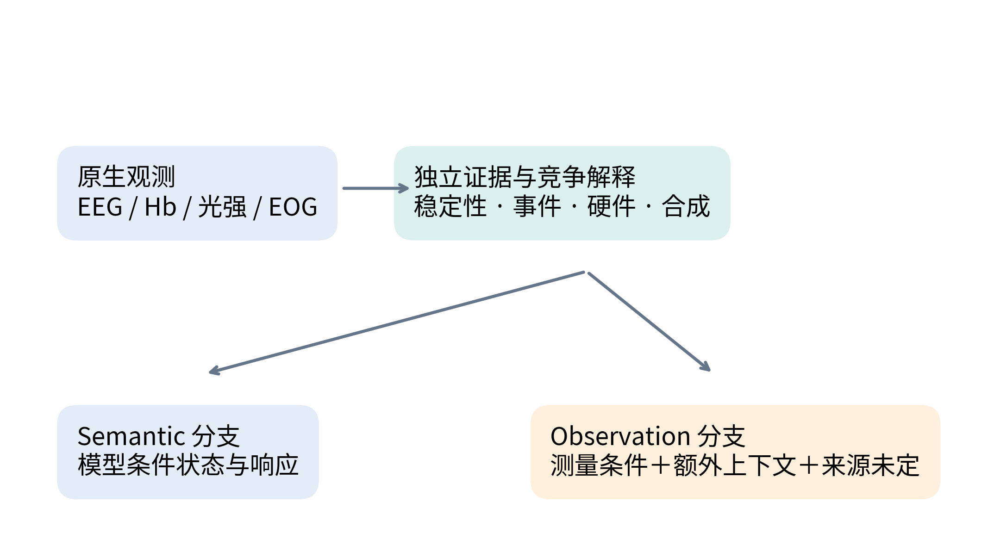 原生观测
EEG / Hb / 光强 / EOG
独立证据与竞争解释
稳定性 · 事件 · 硬件 · 合成
Semantic 分支
模型条件状态与响应
Observation 分支
测量条件＋额外上下文＋来源未定